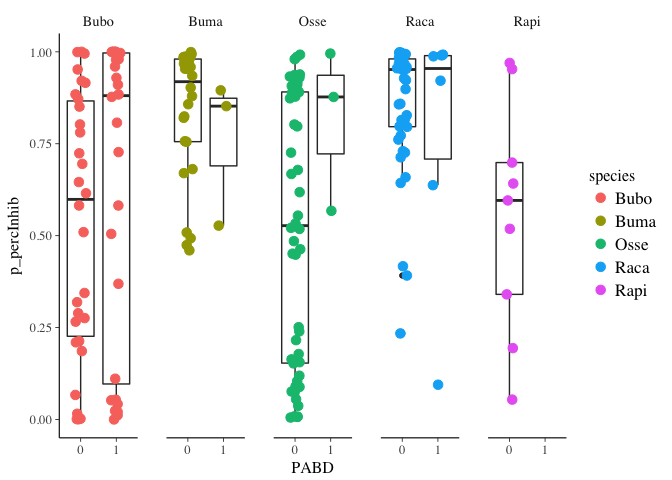 Bubo Buma Osse Raca Rapi
p_percInhib
1.00
0.75
0.50
0.25
0.00
0 1 0 1 0 1 0 1 0 1
PABD
species
Bubo
Buma
Osse
Raca
Rapi